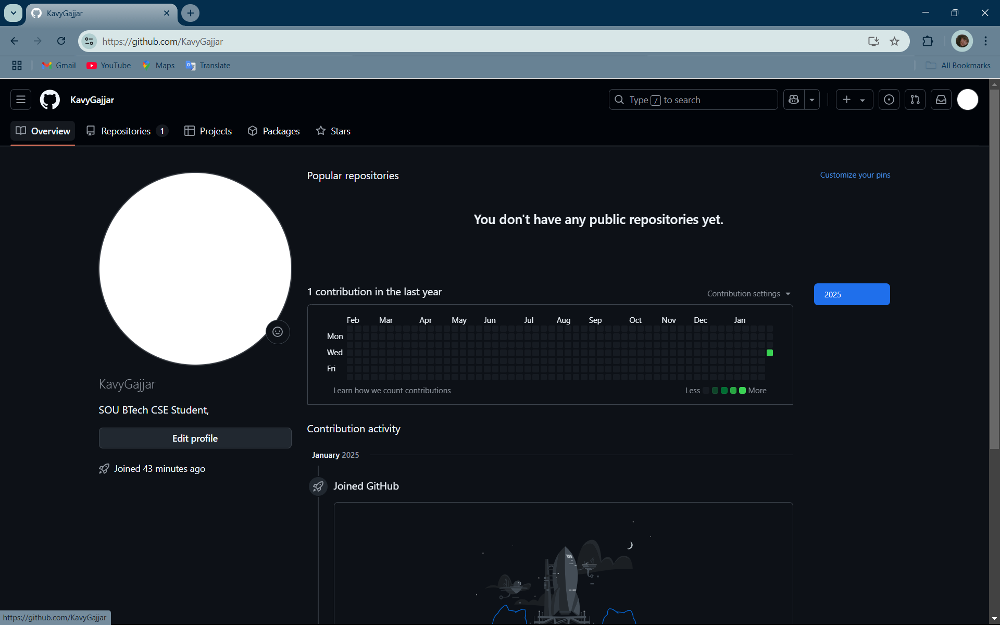 KavyGajjar
https://github.com/KavyGajjar
Gmail
YouTube
Maps
Translate
All Bookmarks
KavyGajjar
Type / to search
Overview
Repositories 1
Projects
Packages
Stars
Popular repositories
Customize your pins
You don't have any public repositories yet.
1 contribution in the last year
Contribution settings
2025
Feb Mar Apr May Jun Jul Aug Sep Oct Nov Dec Jan
Mon
Wed
Fri
Learn how we count contributions
Less More
KavyGajjar
SOU BTech CSE Student,
Edit profile
Joined 43 minutes ago
Contribution activity
January 2025
Joined GitHub
https://github.com/KavyGajjar